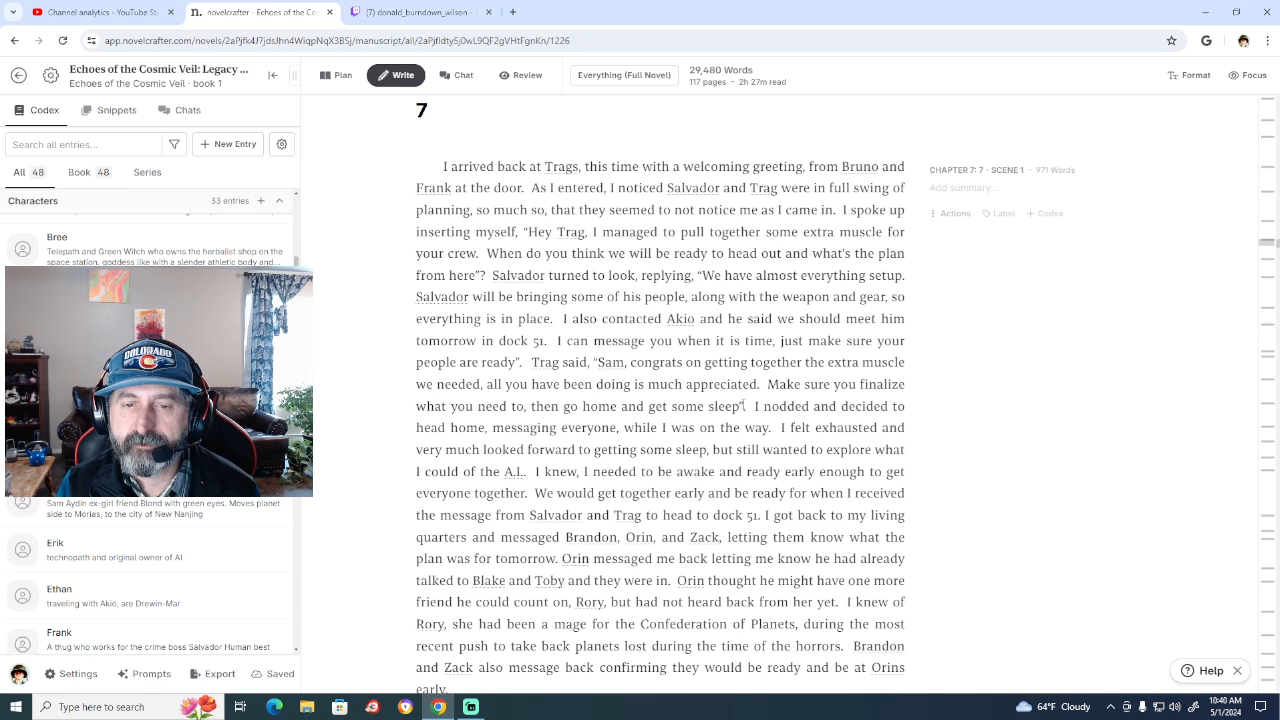 Channel content - YouTube S
Echoes of the Cosmic Veil: Lega
(7) darthgrandpa63 - Twitch
app.novelcrafter.com/hJnh4s4WNqX3BSj/manuscript/al/2jflfdy5j0wL9QF2gVhtFgnKn/1226
Echoes of the Cosmic Veil: Legacy ...
Echoes of the Cosmic Veil · book 1
Plan
Write
Chat
Review
Everything (Full Novel)
29,480 Words
117 pages – 2h 27m read
Format
Focus
Codex
Snippets
Chats
Search all entries...
New Entry
All 48
Book 48
Series
Characters
33 entries
Bree
Telepath and owns the herbalist shop on the
space station, goddess like with a slender athletic body and...
Sam Aydin ex-girl friend Blond with green eyes. Moves planet
side to Morias, to the city of New Nanjing
Erik
technopath and original owner of AI
Ethan
traveling with Akio, are Drewin-Mar
Frank
A thug who works for the crime boss Salvador Human best
Settings
Prompts
Export
Saved
COLORADO
7
I arrived back at Trags, this time with a welcoming greeting, from Bruno and
Frank at the door. As I entered, I noticed Salvador and Trag were in full swing of
planning, so much so, that they seemed to not notice me as I came in. I spoke up
inserting myself, “Hey Trag, I managed to pull together some extra muscle for
your crew. When do you think we will be ready to head out and what's the plan
from here”? Salvador turned to look, replying, “We have almost everything setup.
Salvador will be bringing some of his people, along with the weapon and gear, so
everything is in place. I also contacted Akio and he said we should meet him
tomorrow in dock 51. I can message you when it is time, just make sure your
people are ready”. Trag said, “Sam, congrats on getting together the extra muscle
we needed, all you have been doing is much appreciated. Make sure you finalize
what you need to, then go home and get some sleep”. I nodded and decided to
head home, messaging everyone, while I was on the way. I felt exhausted and
very much looked forward to getting some sleep, but still wanted to explore what
I could of the A.I.. I knew, I needed to be awake and ready early enough to get
everyone together. We would get together early and be ready for when I received
the message from Salvador and Trag to head to dock 51. I got back to my living
quarters and messaged Brandon, Orin, and Zack, letting them know what the
plan was for tomorrow. Orin messaged me back letting me know he had already
talked to Blake and Toby and they were in. Orin thought he might have one more
friend he could count on, Rory, but had not heard back from her yet. I knew of
Rory, she had been a mage for the Confederation of Planets, during the most
recent push to take back planets lost during the time of the horrors. Brandon
and Zack also message back confirming they would be ready and be at Orins
early.
CHAPTER 7: 7 - SCENE 1 – 971 Words
Add summary...
Actions
Label
Codex
Help
Type here to search
64°F Cloudy
10:40 AM
5/1/2024